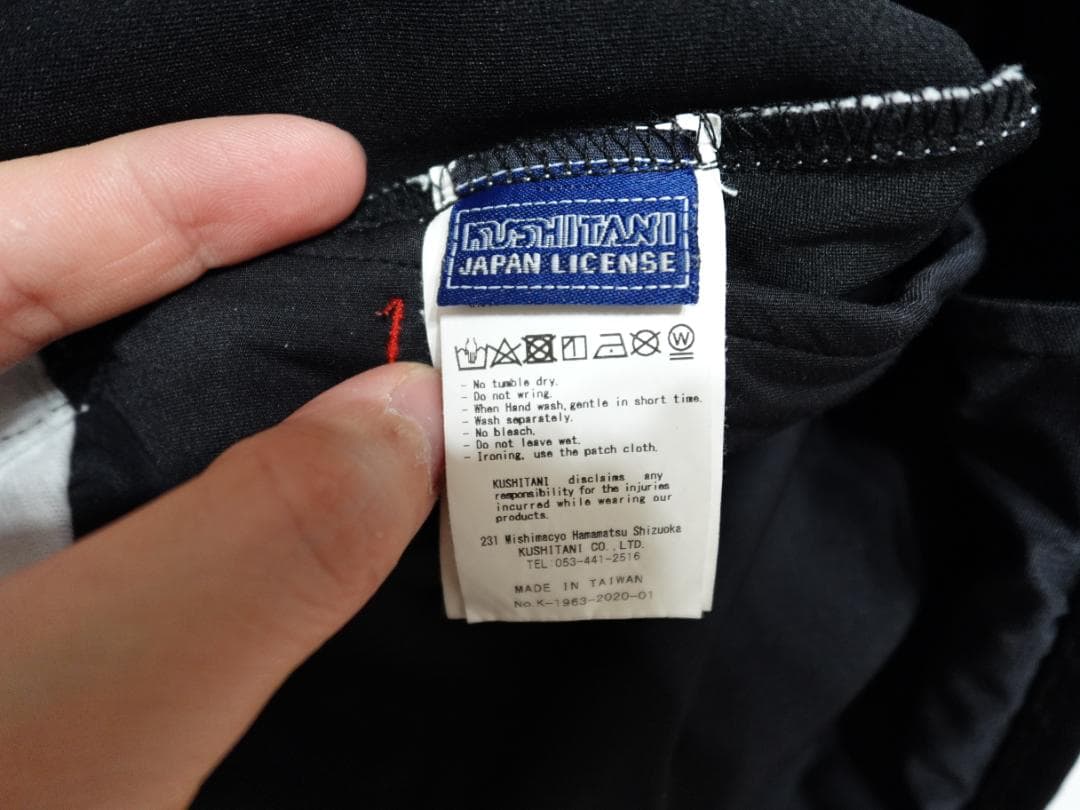 KUSHITANI
JAPAN LICENSE
1
W
- No tumble dry.
- Do not wring.
- When Hand wash,gentle in short time.
- Wash separately.
- No bleach.
- Do not leave wet.
- Ironing, use the patch cloth.
KUSHITANI disclaims any
responsibility for the injuries
incurred while wearing our
products.
231 Mishimacyo Hamamatsu Shizuoka
KUSHITANI CO.,LTD.
TEL:053-441-2516
MADE IN TAIWAN
No.K-1963-2020-01